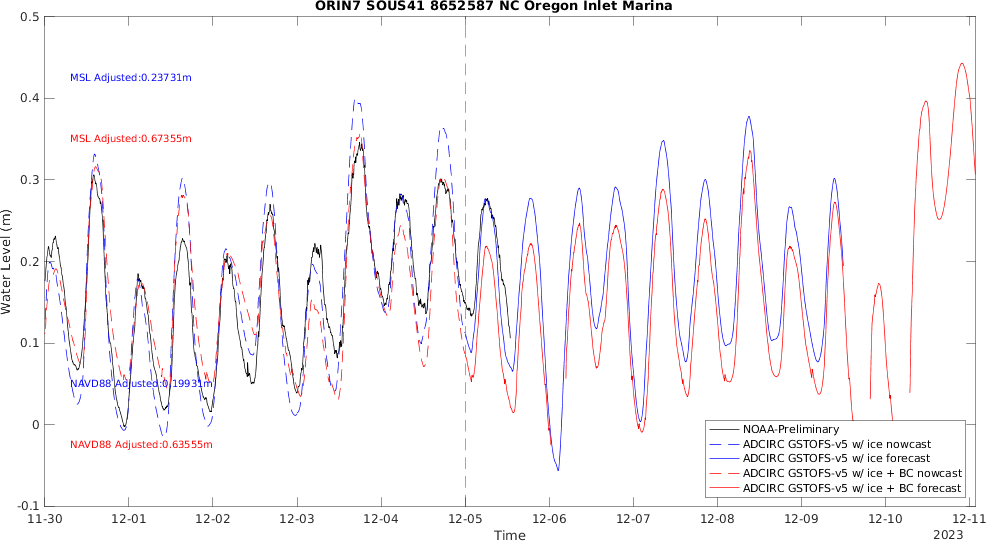 ORIN7 SOUS41 8652587 NC Oregon Inlet Marina
0.5
0.4
0.3
0.2
0.1
0
-0.1
Water Level (m)
MSL Adjusted:0.23731m
MSL Adjusted:0.67355m
NAVD88 Adjusted:0.19931m
NAVD88 Adjusted:0.63555m
NOAA-Preliminary
ADCIRC GSTOFS-v5 w/ ice nowcast
ADCIRC GSTOFS-v5 w/ ice forecast
ADCIRC GSTOFS-v5 w/ ice + BC nowcast
ADCIRC GSTOFS-v5 w/ ice + BC forecast
11-30 12-01 12-02 12-03 12-04 12-05 12-06 12-07 12-08 12-09 12-10 12-11
Time
2023